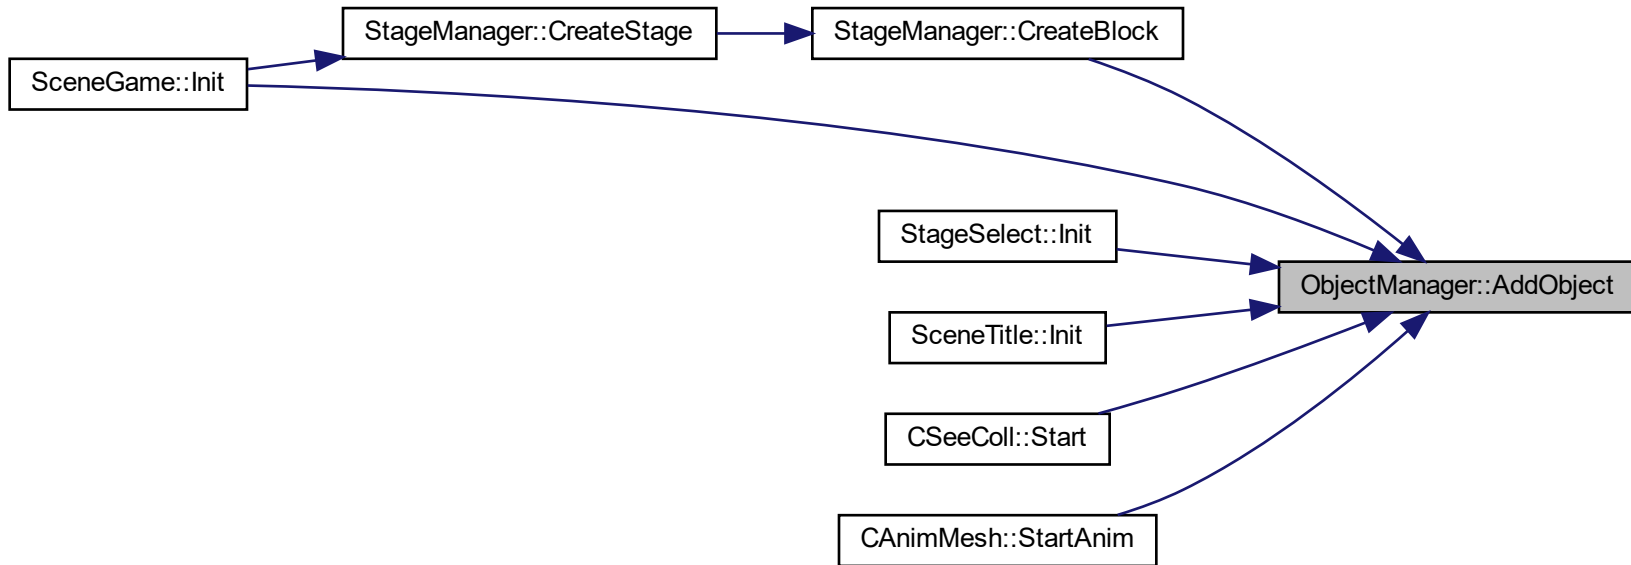 StageManager::CreateStage
StageManager::CreateBlock
SceneGame::Init
StageSelect::Init
ObjectManager::AddObject
SceneTitle::Init
CSeeColl::Start
CAnimMesh::StartAnim